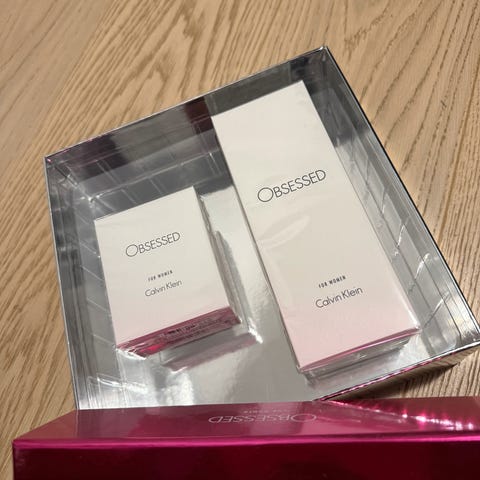 OBSESSED
FOR WOMEN
Calvin Klein
OBSESSED
FOR WOMEN
Calvin Klein
OBSESSED